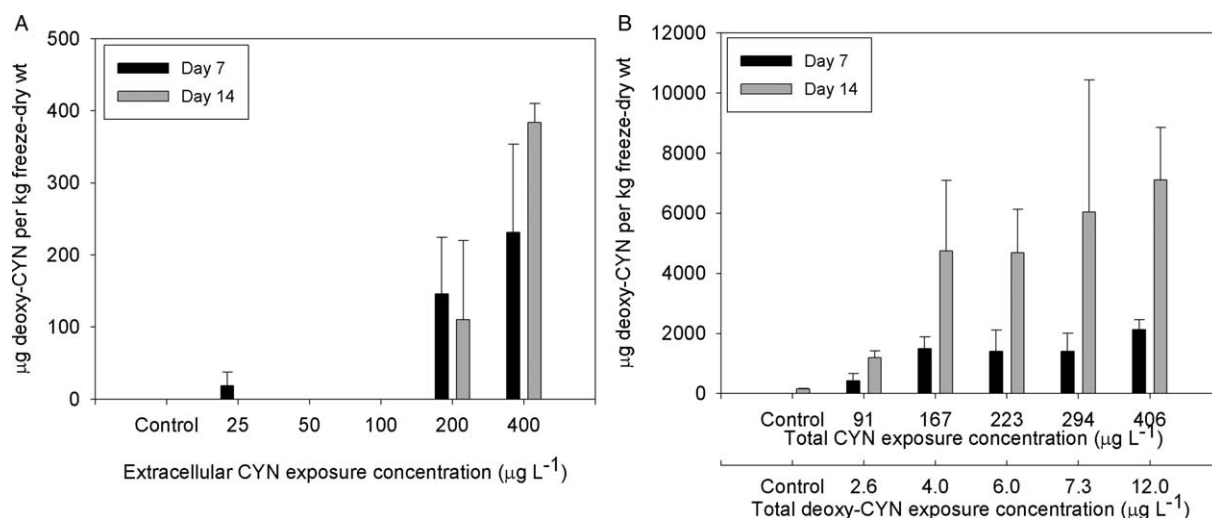 A
µg deoxy-CYN per kg freeze-dry wt
500
400
300
200
100
0
Day 7
Day 14
Control 25 50 100 200 400
Extracellular CYN exposure concentration (µg L⁻¹)
B
µg deoxy-CYN per kg freeze-dry wt
12000
10000
8000
6000
4000
2000
0
Day 7
Day 14
Control 91 167 223 294 406
Total CYN exposure concentration (µg L⁻¹)
Control 2.6 4.0 6.0 7.3 12.0
Total deoxy-CYN exposure concentration (µg L⁻¹)